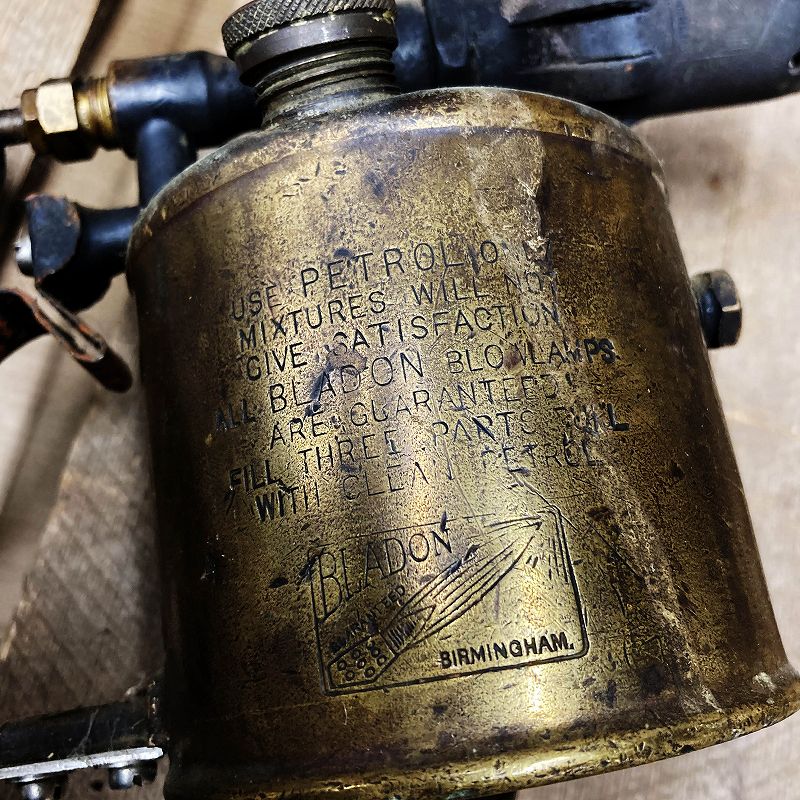 USE PETROL ONLY
MIXTURES WILL NOT
GIVE SATISFACTION
ALL BLADON BLOWLAMPS
ARE GUARANTEED
FILL THREE PARTS FULL
WITH CLEAN PETROL
BLADON
GUARANTEED
BIRMINGHAM.